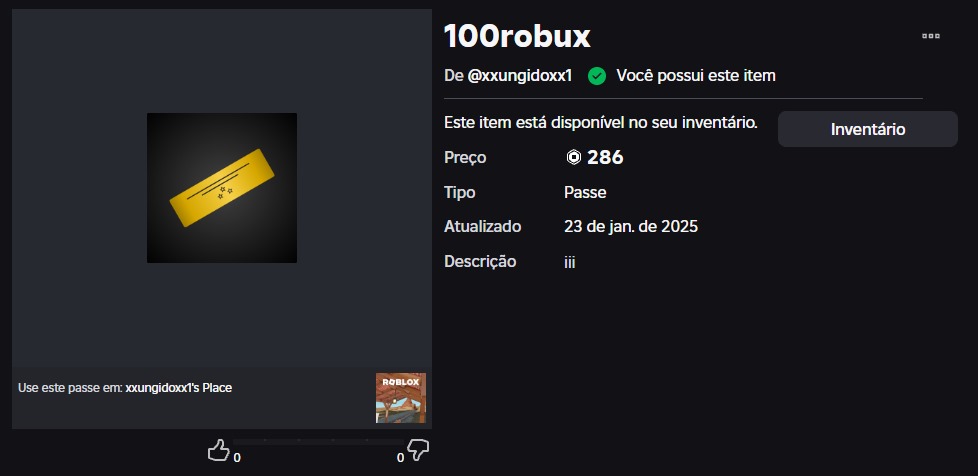 100robux
De @xxungidoxx1 Você possui este item
Este item está disponível no seu inventário.
Inventário
Preço 286
Tipo Passe
Atualizado 23 de jan. de 2025
Descrição iii
Use este passe em: xxungidoxx1's Place
ROBLOX
0 0